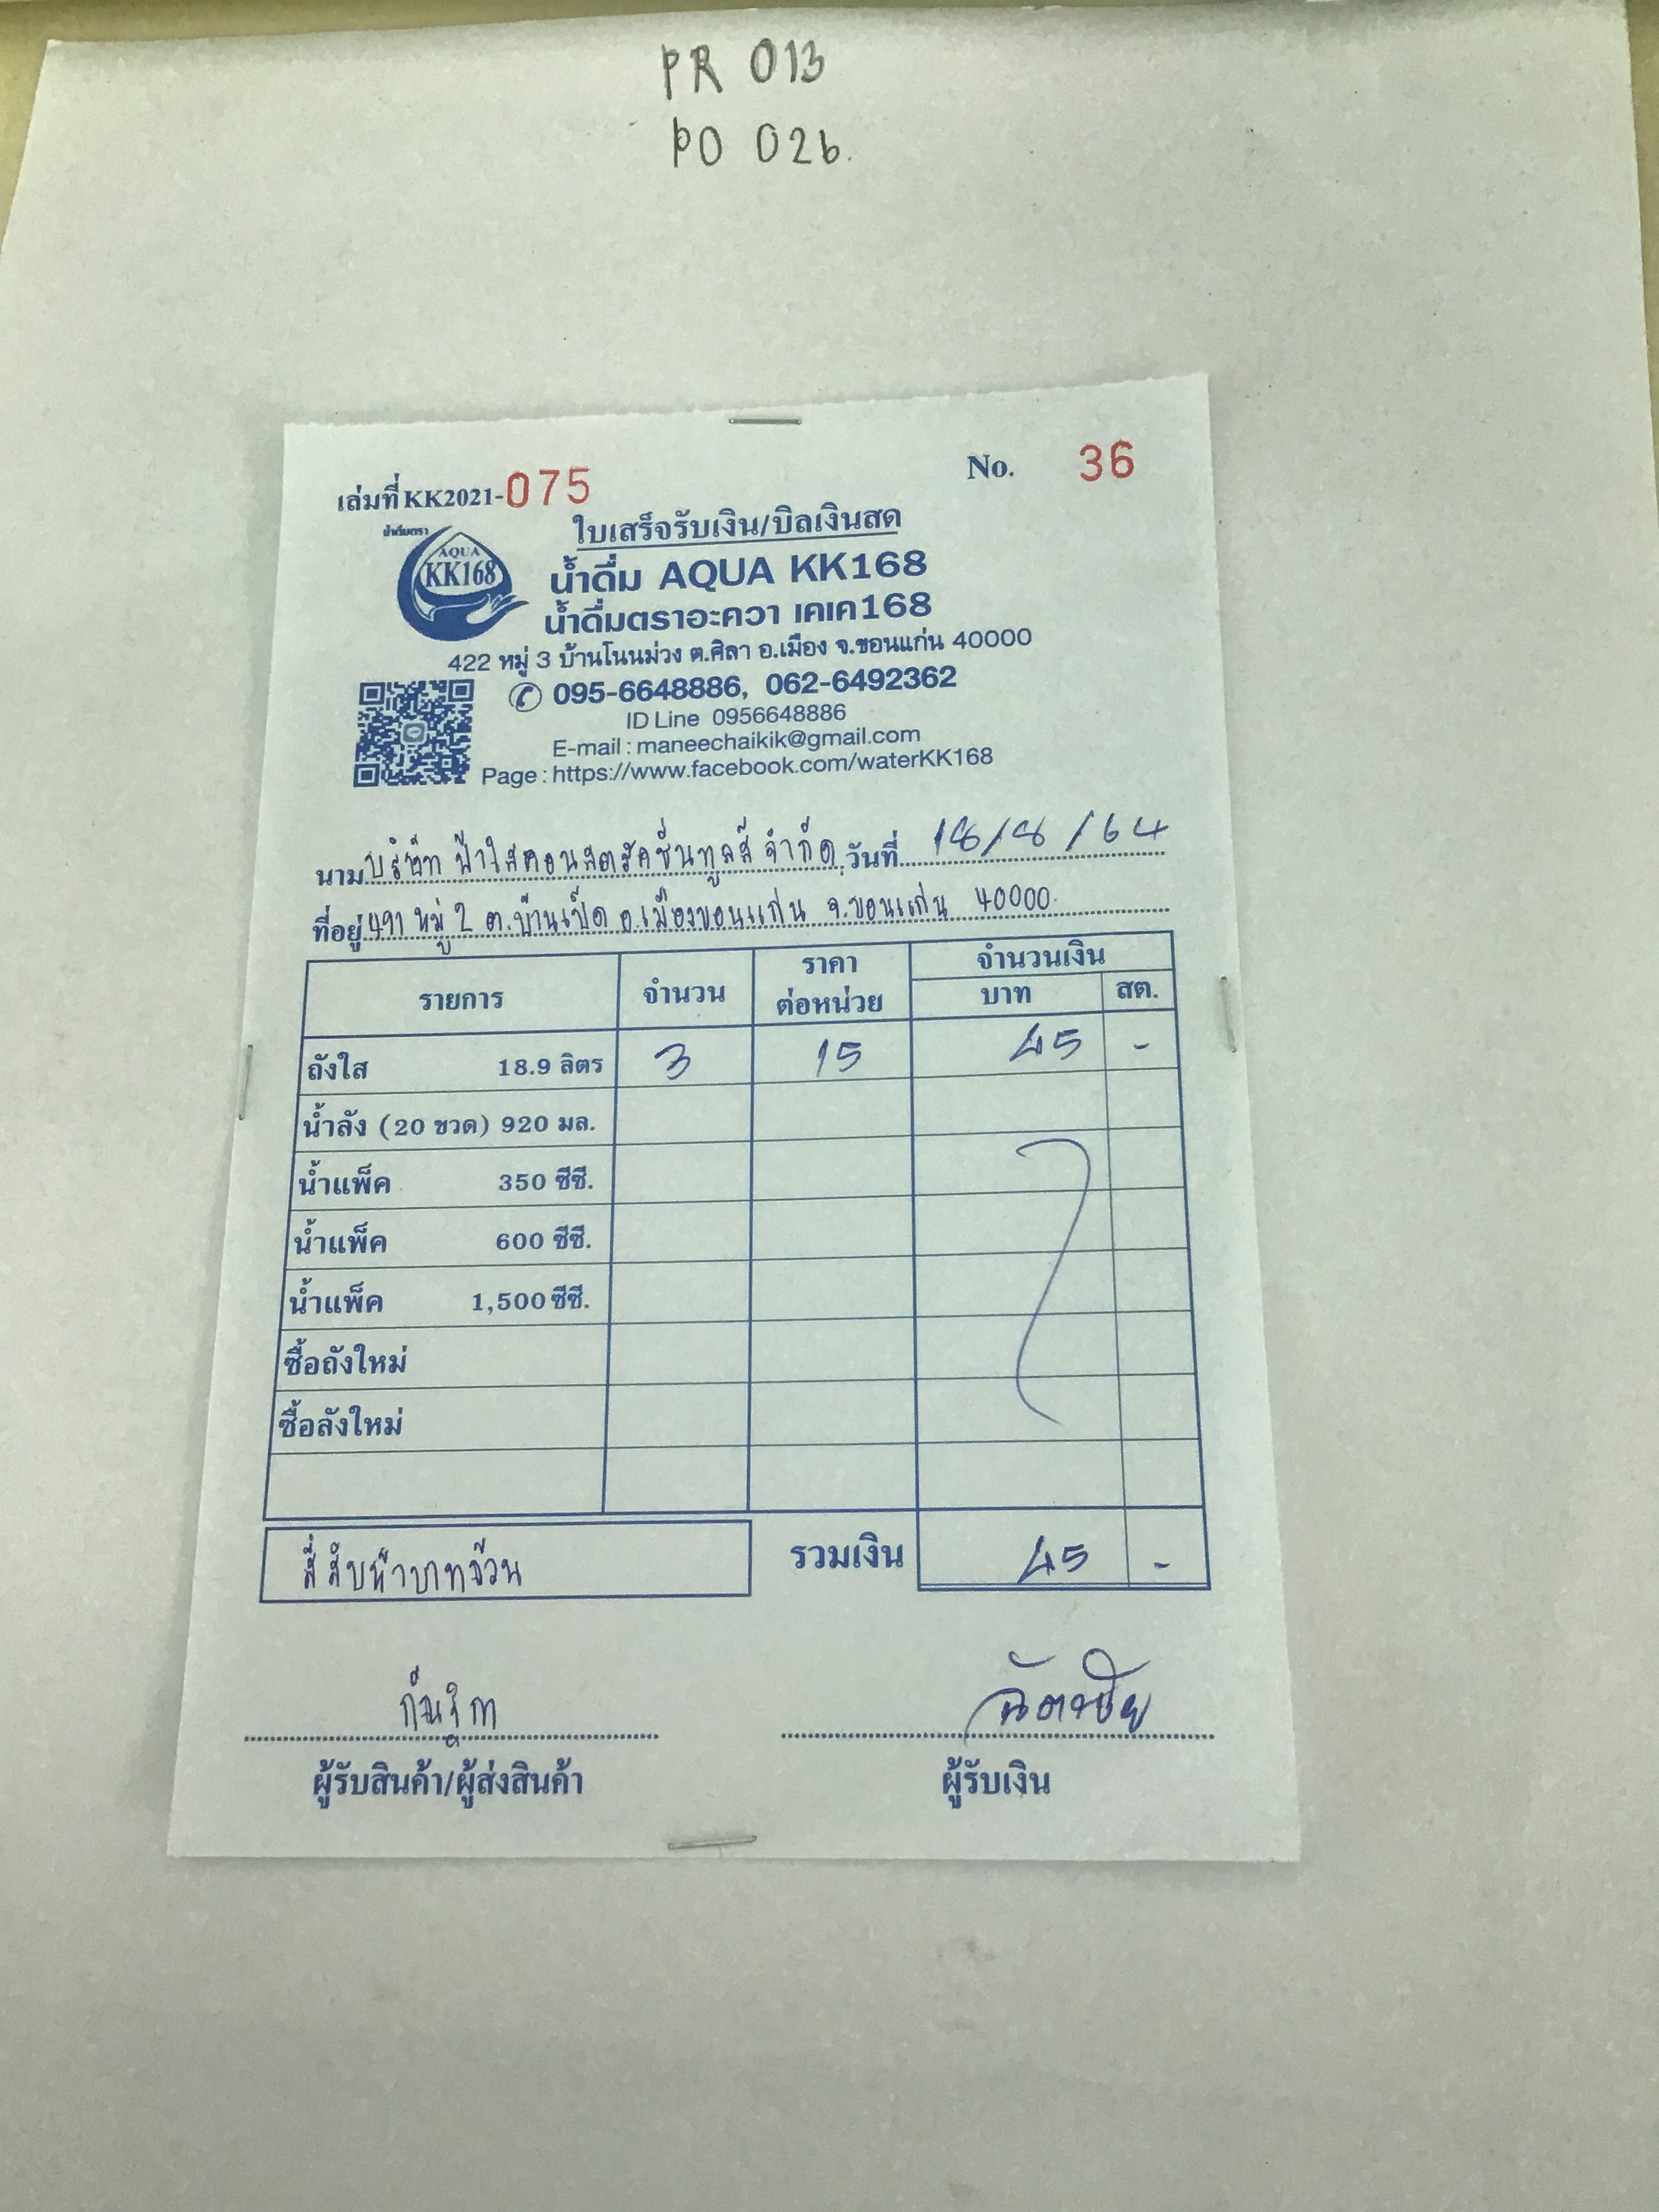 PR 013
PO 026.
เล่มที่ KK2021-075 No. 36
ใบเสร็จรับเงิน/บิลเงินสด
AQUA
KK168
น้ำดื่ม AQUA KK168
น้ำดื่มตราอะควา เคเค168
422 หมู่ 3 บ้านโนนม่วง ต.ศิลา อ.เมือง จ.ขอนแก่น 40000
095-6648886, 062-6492362
ID Line 0956648886
E-mail : maneechaikik@gmail.com
Page : https://www.facebook.com/waterKK168
นาม บริษัท ฟ้าใสคอนสตรัคชั่นทูลส์ จำกัด วันที่ 16/6/64
ที่อยู่ 491 หมู่ 2 ต.บ้านเป็ด อ.เมืองขอนแก่น จ.ขอนแก่น 40000
รายการ จำนวน ราคาต่อหน่วย จำนวนเงิน
บาท สต.
ถังใส 18.9 ลิตร 3 15 45 -
น้ำลัง (20 ขวด) 920 มล.
น้ำแพ็ค 350 ซีซี.
น้ำแพ็ค 600 ซีซี.
น้ำแพ็ค 1,500 ซีซี.
ซื้อถังใหม่
ซื้อลังใหม่
สี่สิบห้าบาทถ้วน รวมเงิน 45 -
ผู้รับสินค้า/ผู้ส่งสินค้า ผู้รับเงิน